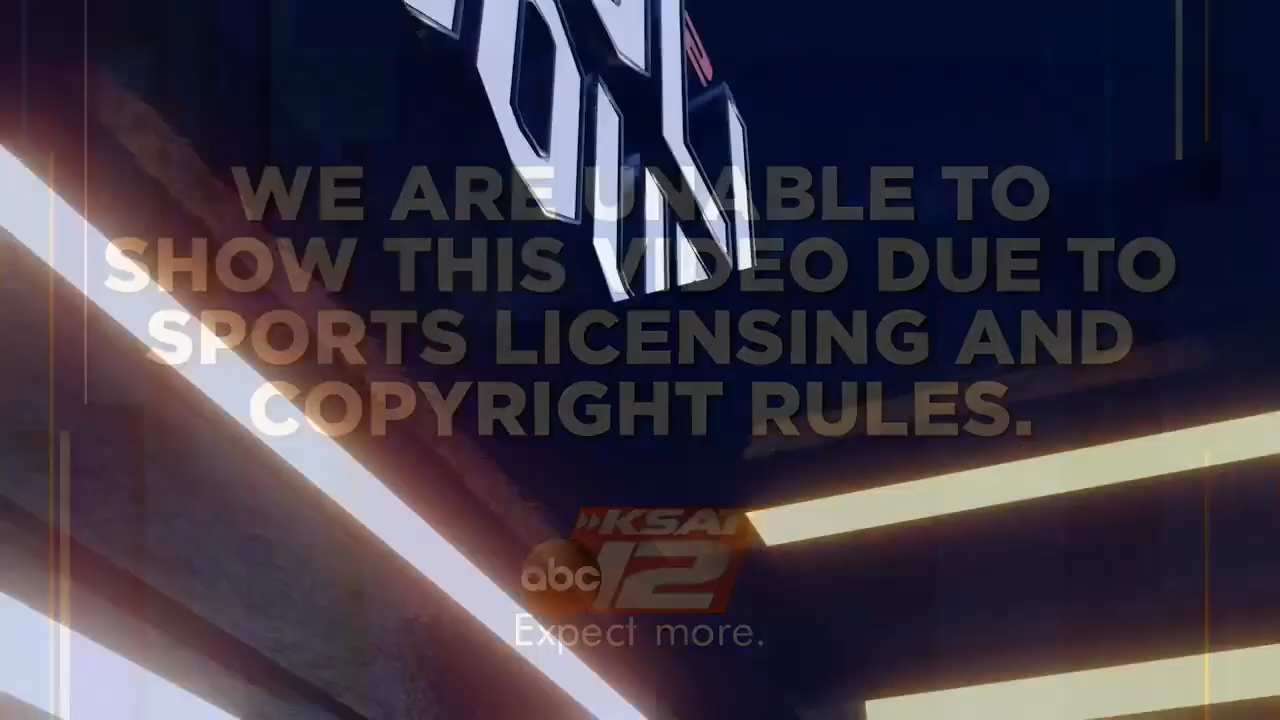 WE ARE UNABLE TO
SHOW THIS VIDEO DUE TO
SPORTS LICENSING AND
COPYRIGHT RULES.
KSAT
abc 12
Expect more.